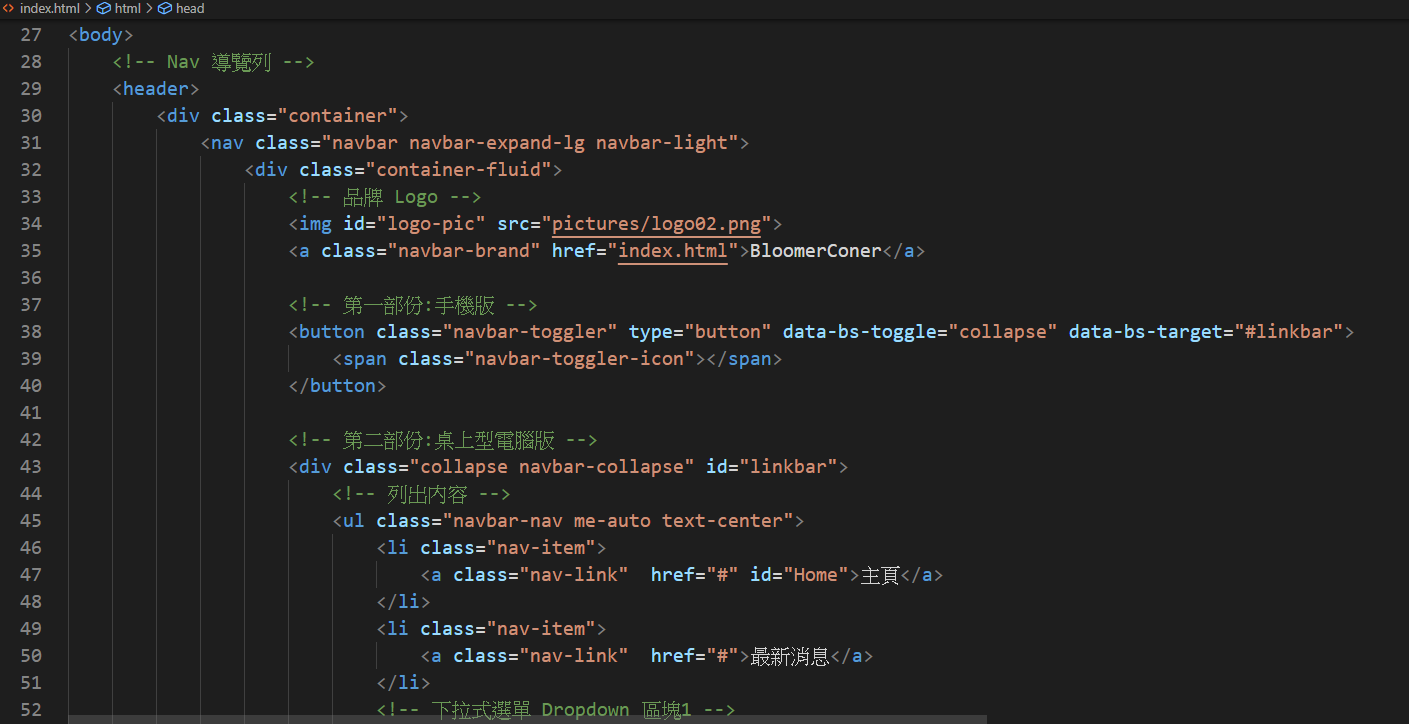 index.html > html > head
27 <body>
28 <!-- Nav 導覽列 -->
29 <header>
30 <div class="container">
31 <nav class="navbar navbar-expand-lg navbar-light">
32 <div class="container-fluid">
33 <!-- 品牌 Logo -->
34 <img id="logo-pic" src="pictures/logo02.png">
35 <a class="navbar-brand" href="index.html">BloomerConer</a>
36
37 <!-- 第一部份:手機版 -->
38 <button class="navbar-toggler" type="button" data-bs-toggle="collapse" data-bs-target="#linkbar">
39 <span class="navbar-toggler-icon"></span>
40 </button>
41
42 <!-- 第二部份:桌上型電腦版 -->
43 <div class="collapse navbar-collapse" id="linkbar">
44 <!-- 列出內容 -->
45 <ul class="navbar-nav me-auto text-center">
46 <li class="nav-item">
47 <a class="nav-link"  href="#" id="Home">主頁</a>
48 </li>
49 <li class="nav-item">
50 <a class="nav-link"  href="#">最新消息</a>
51 </li>
52 <!-- 下拉式選單 Dropdown 區塊1 -->